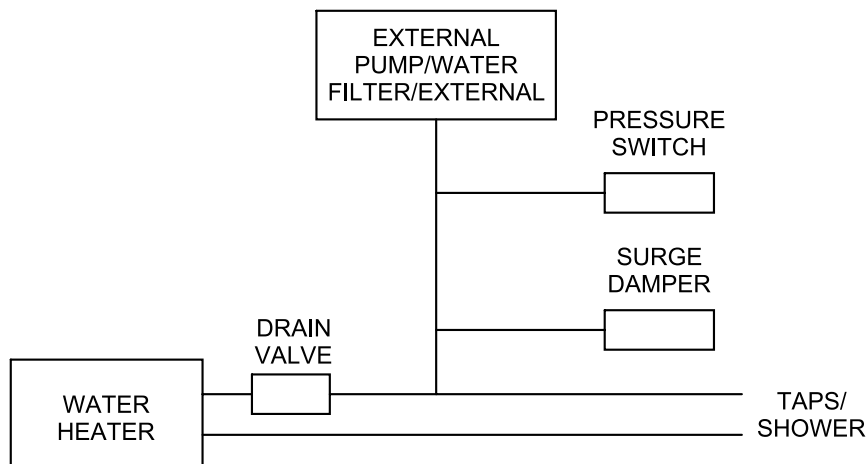 EXTERNAL
PUMP/WATER
FILTER/EXTERNAL
PRESSURE
SWITCH
SURGE
DAMPER
DRAIN
VALVE
WATER
HEATER
TAPS/
SHOWER